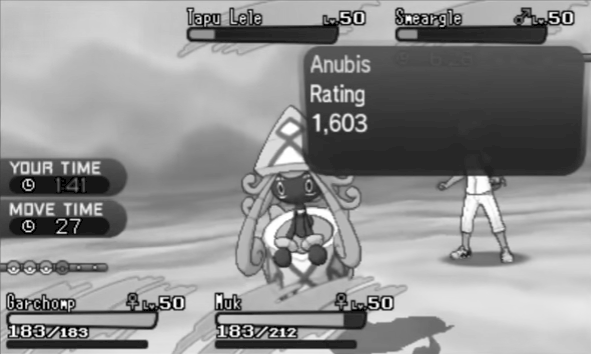 Tapu Lele Lv.50
Smeargle ♂ Lv.50
Anubis
Rating
1,603
YOUR TIME
1:41
MOVE TIME
27
Garchomp ♀ Lv.50
183/183
Muk ♀ Lv.50
183/212